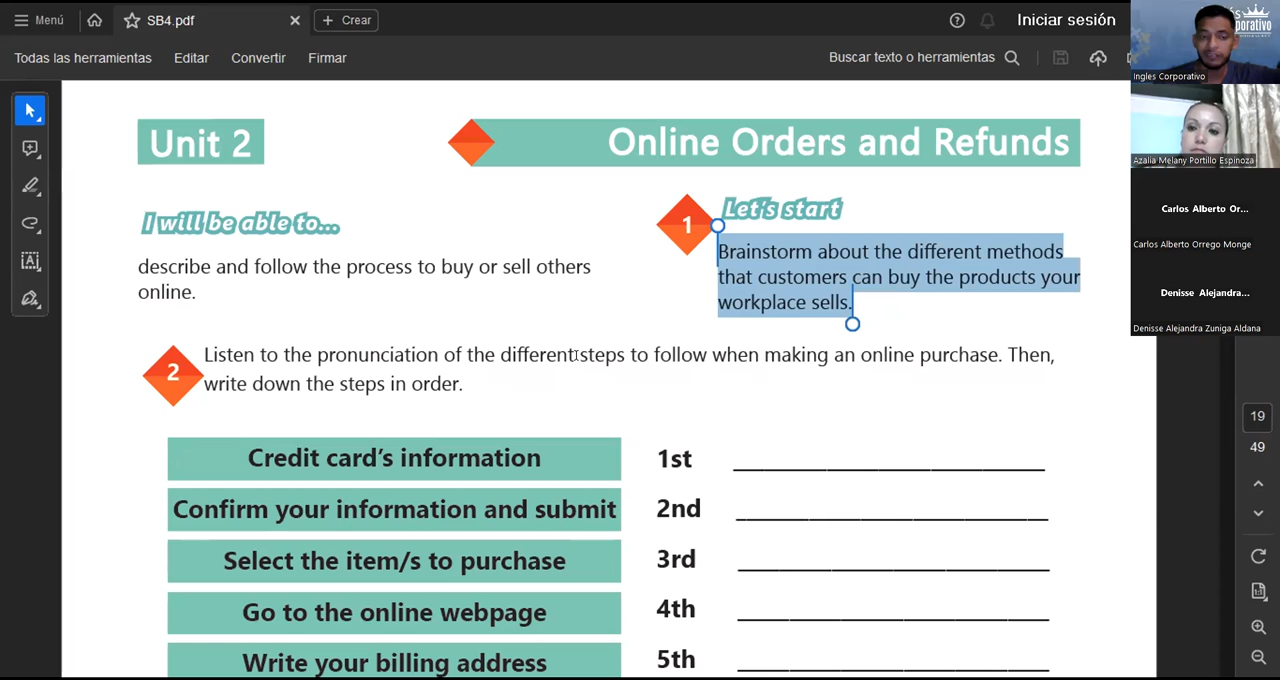 Menú
SB4.pdf
Crear
Iniciar sesión
Todas las herramientas
Editar
Convertir
Firmar
Buscar texto o herramientas
Unit 2
Online Orders and Refunds
I will be able to...
describe and follow the process to buy or sell others
online.
1
Let's start
Brainstorm about the different methods
that customers can buy the products your
workplace sells.
2
Listen to the pronunciation of the different steps to follow when making an online purchase. Then,
write down the steps in order.
Credit card's information
1st
Confirm your information and submit
2nd
Select the item/s to purchase
3rd
Go to the online webpage
4th
Write your billing address
5th
Ingles Corporativo
Azalia Melany Portillo Espinoza
Carlos Alberto Or...
Carlos Alberto Orrego Monge
Denisse Alejandra...
Denisse Alejandra Zuniga Aldana
19
49